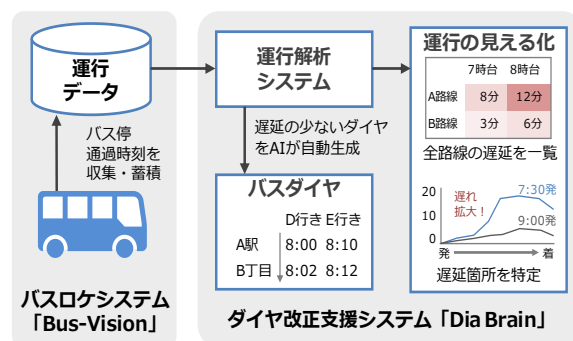 運行
データ
バス停
通過時刻を
収集・蓄積
バスロケシステム
「Bus-Vision」
運行解析
システム
遅延の少ないダイヤ
をAIが自動生成
バスダイヤ
D行き E行き
A駅 8:00 8:10
B丁目 8:02 8:12
運行の見える化
7時台 8時台
A路線 8分 12分
B路線 3分 6分
全路線の遅延を一覧
20
10
0
遅れ
拡大！
7:30発
9:00発
発 着
遅延箇所を特定
ダイヤ改正支援システム「Dia Brain」